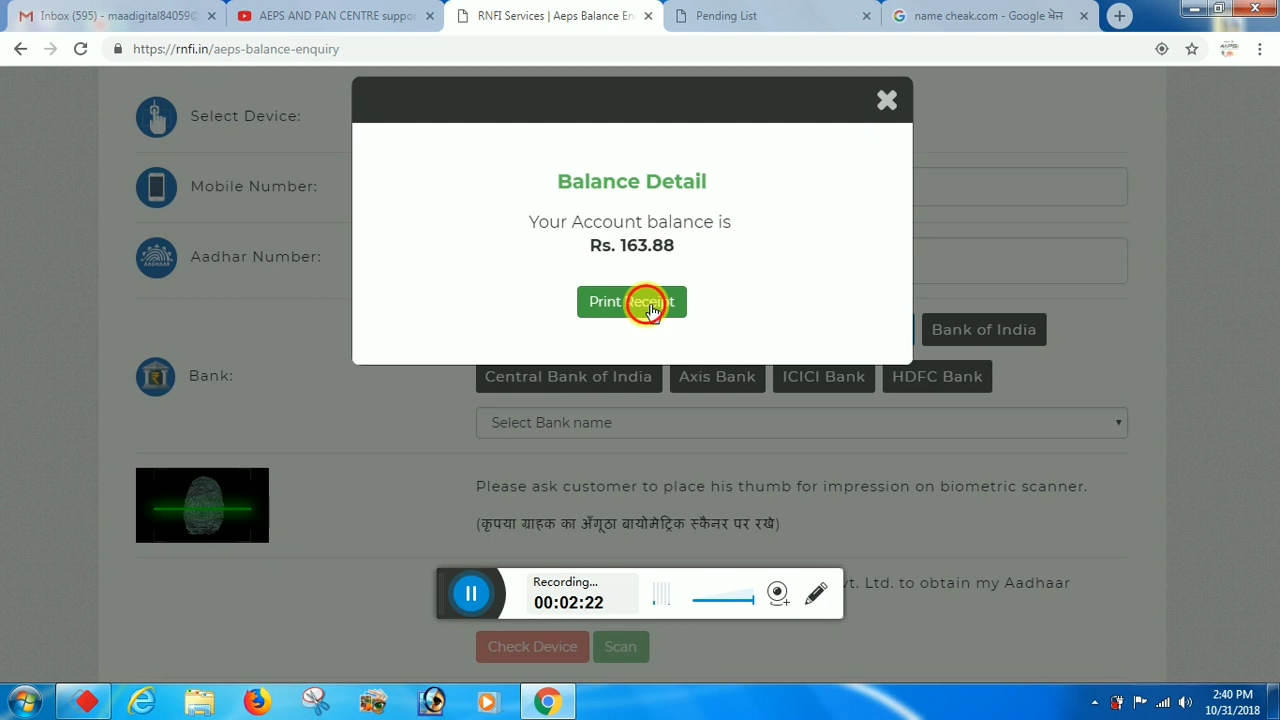 Inbox (595) - maadigital84059@
AEPS AND PAN CENTRE suppor
RNFI Services | Aeps Balance En
Pending List
name cheak.com - Google खोज
https://rnfi.in/aeps-balance-enquiry
Select Device:
Mobile Number:
Balance Detail
Your Account balance is
Rs. 163.88
Aadhar Number:
Print Receipt
Bank of India
Bank:
Central Bank of India
Axis Bank
ICICI Bank
HDFC Bank
Select Bank name
Please ask customer to place his thumb for impression on biometric scanner.
(कृपया ग्राहक का अँगूठा बायोमेट्रिक स्कैनर पर रखे)
vt. Ltd. to obtain my Aadhaar
Recording...
00:02:22
Check Device
Scan
2:40 PM
10/31/2018